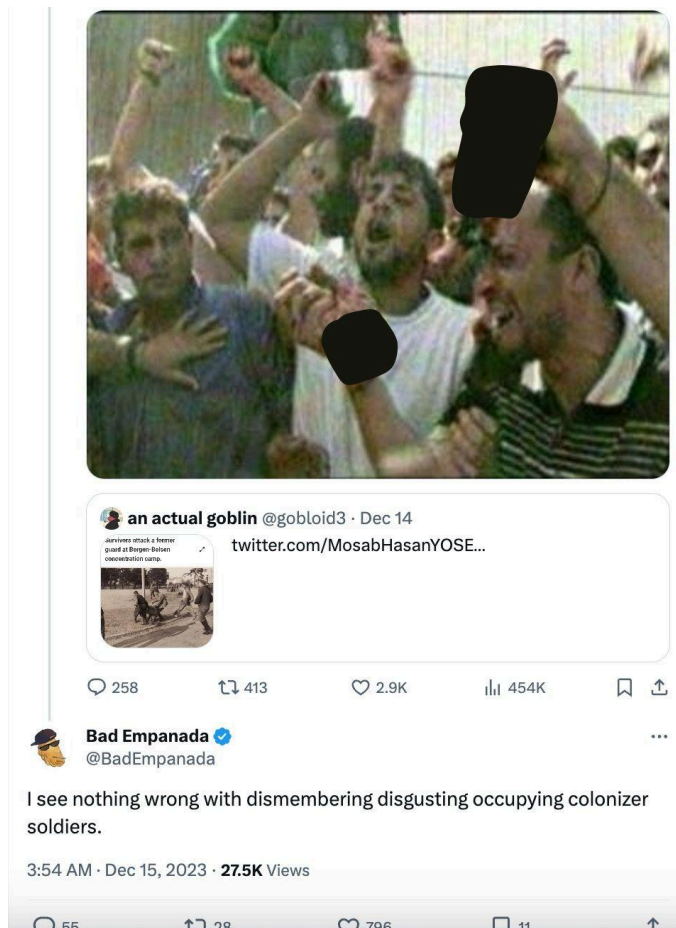 an actual goblin @gobloid3 · Dec 14
Survivors attack a former
guard at Bergen-Belsen
concentration camp.
twitter.com/MosabHasanYOSE...
258 413 2.9K 454K
Bad Empanada
@BadEmpanada
I see nothing wrong with dismembering disgusting occupying colonizer
soldiers.
3:54 AM · Dec 15, 2023 · 27.5K Views
55 28 796 11